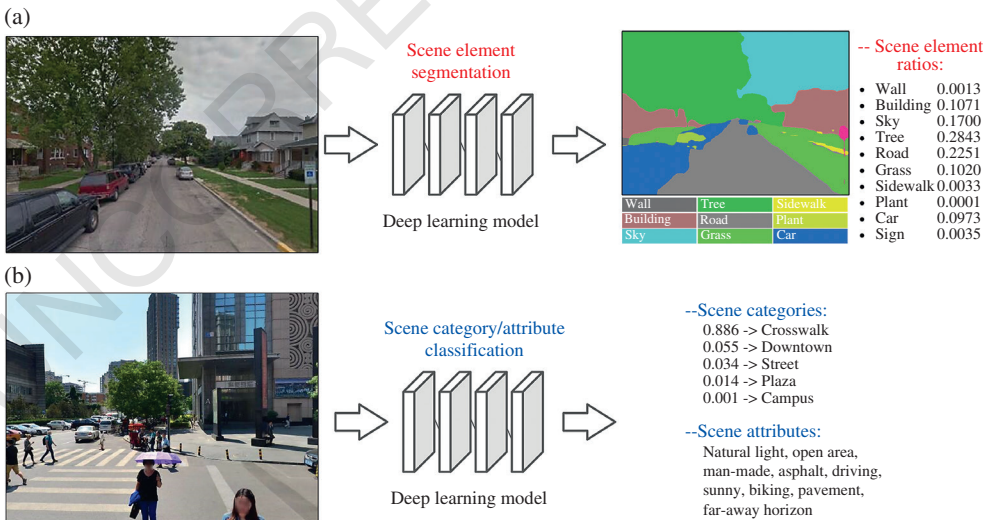 (a)
Scene element
segmentation
Deep learning model
Wall Tree Sidewalk
Building Road Plant
Sky Grass Car
-- Scene element
ratios:
• Wall 0.0013
• Building 0.1071
• Sky 0.1700
• Tree 0.2843
• Road 0.2251
• Grass 0.1020
• Sidewalk 0.0033
• Plant 0.0001
• Car 0.0973
• Sign 0.0035
(b)
Scene category/attribute
classification
Deep learning model
--Scene categories:
0.886 -> Crosswalk
0.055 -> Downtown
0.034 -> Street
0.014 -> Plaza
0.001 -> Campus
--Scene attributes:
Natural light, open area,
man-made, asphalt, driving,
sunny, biking, pavement,
far-away horizon